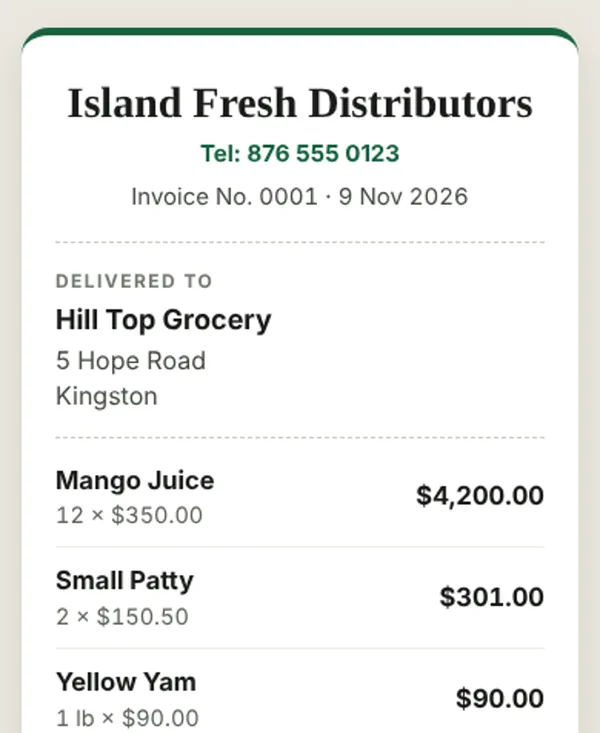 Island Fresh Distributors
Tel: 876 555 0123
Invoice No. 0001 · 9 Nov 2026
DELIVERED TO
Hill Top Grocery
5 Hope Road
Kingston
Mango Juice
12 × $350.00
$4,200.00
Small Patty
2 × $150.50
$301.00
Yellow Yam
1 lb × $90.00
$90.00